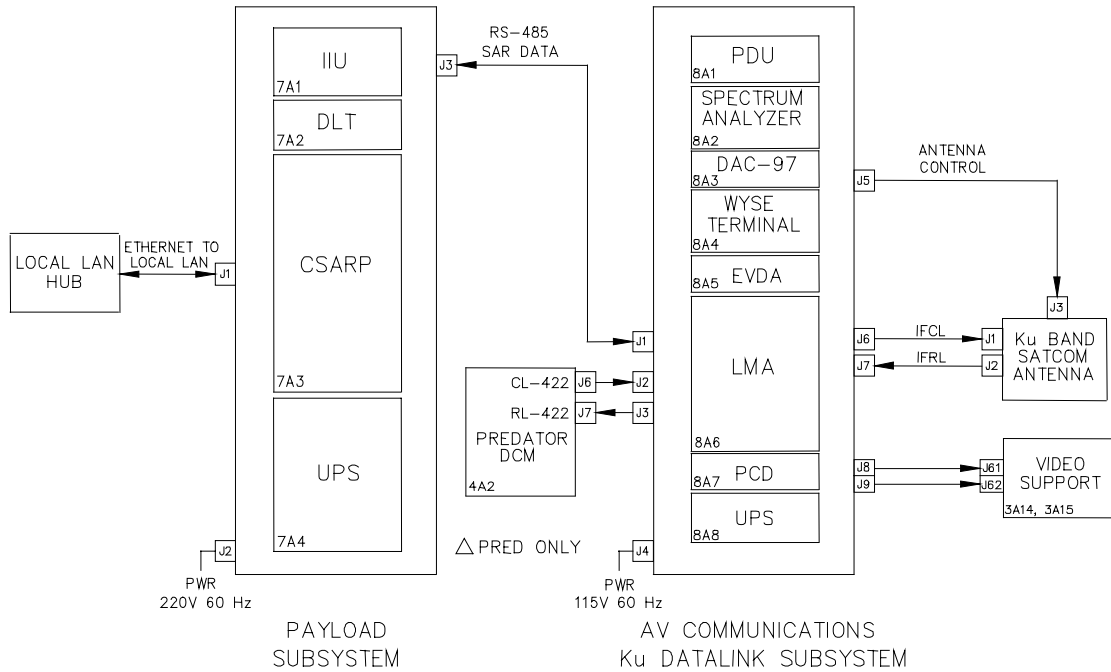 IIU
7A1
DLT
7A2
CSARP
7A3
UPS
7A4
J3
J1
J2
PWR
220V 60 Hz
PAYLOAD
SUBSYSTEM
LOCAL LAN
HUB
ETHERNET TO
LOCAL LAN
RS-485
SAR DATA
PDU
8A1
SPECTRUM
ANALYZER
8A2
DAC-97
8A3
WYSE
TERMINAL
8A4
EVDA
8A5
LMA
8A6
PCD
8A7
UPS
8A8
J1
J2
J3
J4
J5
J6
J7
J8
J9
PWR
115V 60 Hz
AV COMMUNICATIONS
Ku DATALINK SUBSYSTEM
CL-422
J6
RL-422
J7
PREDATOR
DCM
4A2
PRED ONLY
ANTENNA
CONTROL
IFCL
IFRL
J3
J1
J2
Ku BAND
SATCOM
ANTENNA
J61
J62
VIDEO
SUPPORT
3A14, 3A15